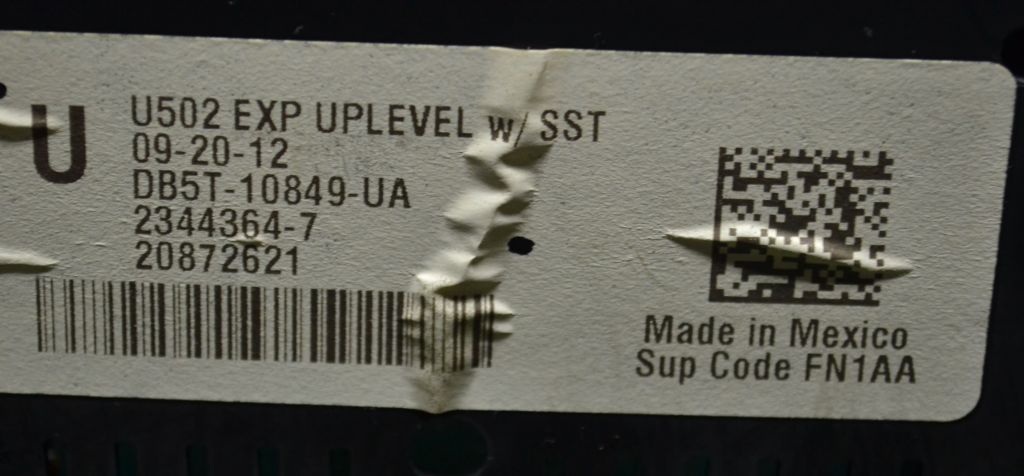 U
U502 EXP UPLEVEL w/ SST
09-20-12
DB5T-10849-UA
2344364-7
20872621
Made in Mexico
Sup Code FN1AA